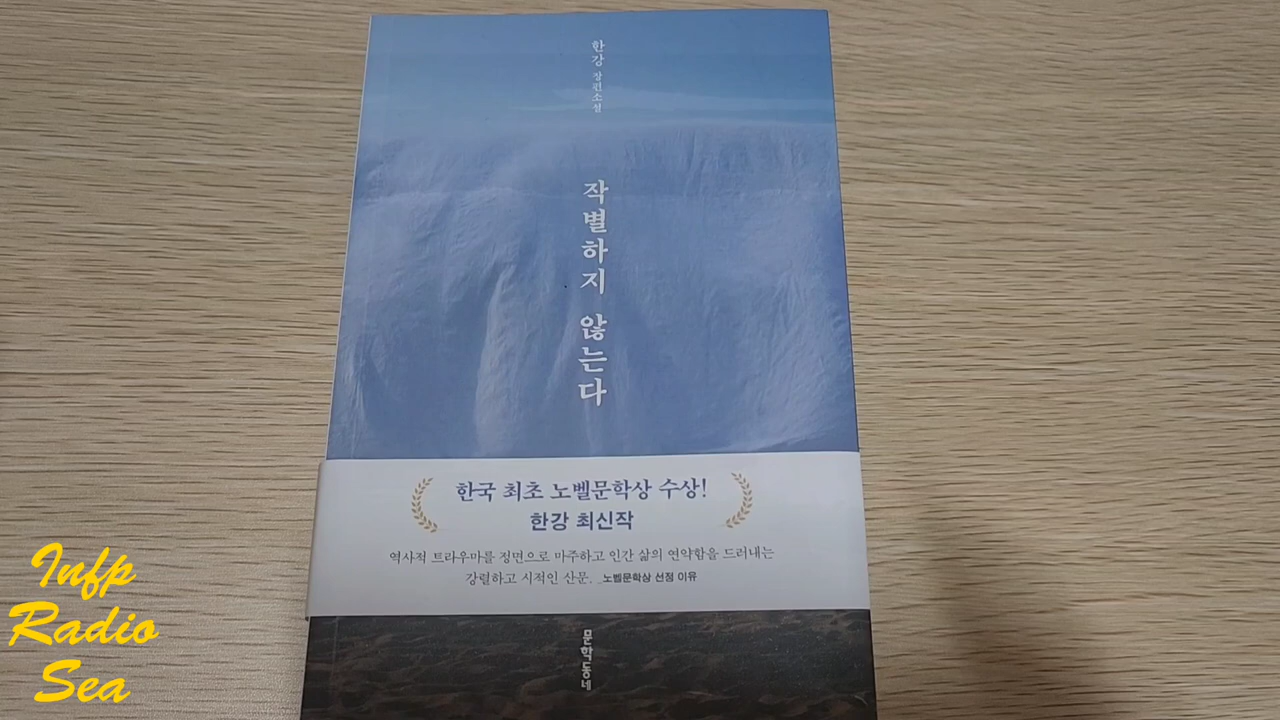 한강 장편소설
작별하지 않는다
한국 최초 노벨문학상 수상!
한강 최신작
역사적 트라우마를 정면으로 마주하고 인간 삶의 연약함을 드러내는
강렬하고 시적인 산문. _노벨문학상 선정 이유
문학동네
Infp
Radio
Sea